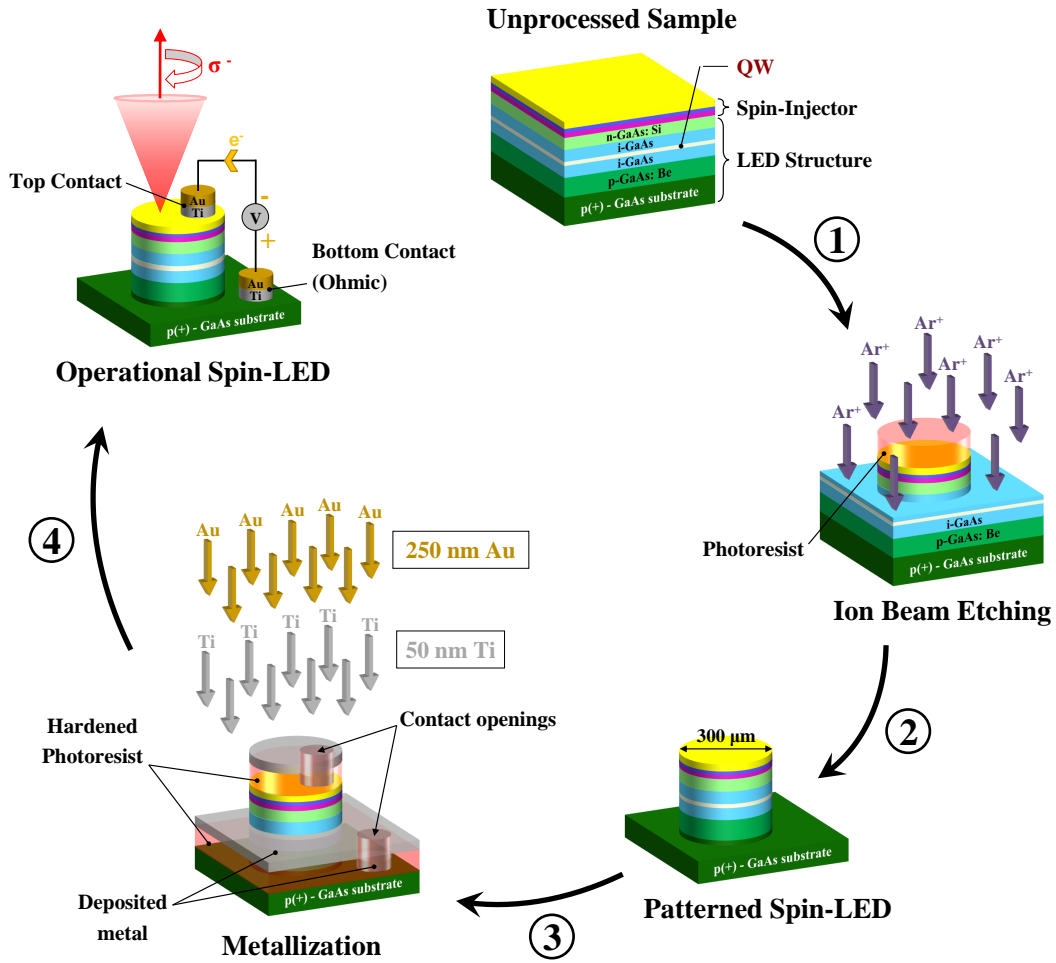 Unprocessed Sample
QW
Spin-Injector
n-GaAs: Si
i-GaAs
i-GaAs
LED Structure
p-GaAs: Be
p(+) - GaAs substrate
1
Ar⁺
Ar⁺
Ar⁺
Ar⁺
Ar⁺
Ar⁺
Ar⁺
Photoresist
i-GaAs
p-GaAs: Be
p(+) - GaAs substrate
Ion Beam Etching
2
300 µm
p(+) - GaAs substrate
Patterned Spin-LED
3
Au Au Au Au Au
250 nm Au
Ti Ti Ti Ti Ti
50 nm Ti
Hardened
Photoresist
Contact openings
Deposited
metal
p(+) - GaAs substrate
Metallization
4
σ -
e-
Top Contact
Au
Ti
-
V
+
Bottom Contact
(Ohmic)
Au
Ti
p(+) - GaAs substrate
Operational Spin-LED